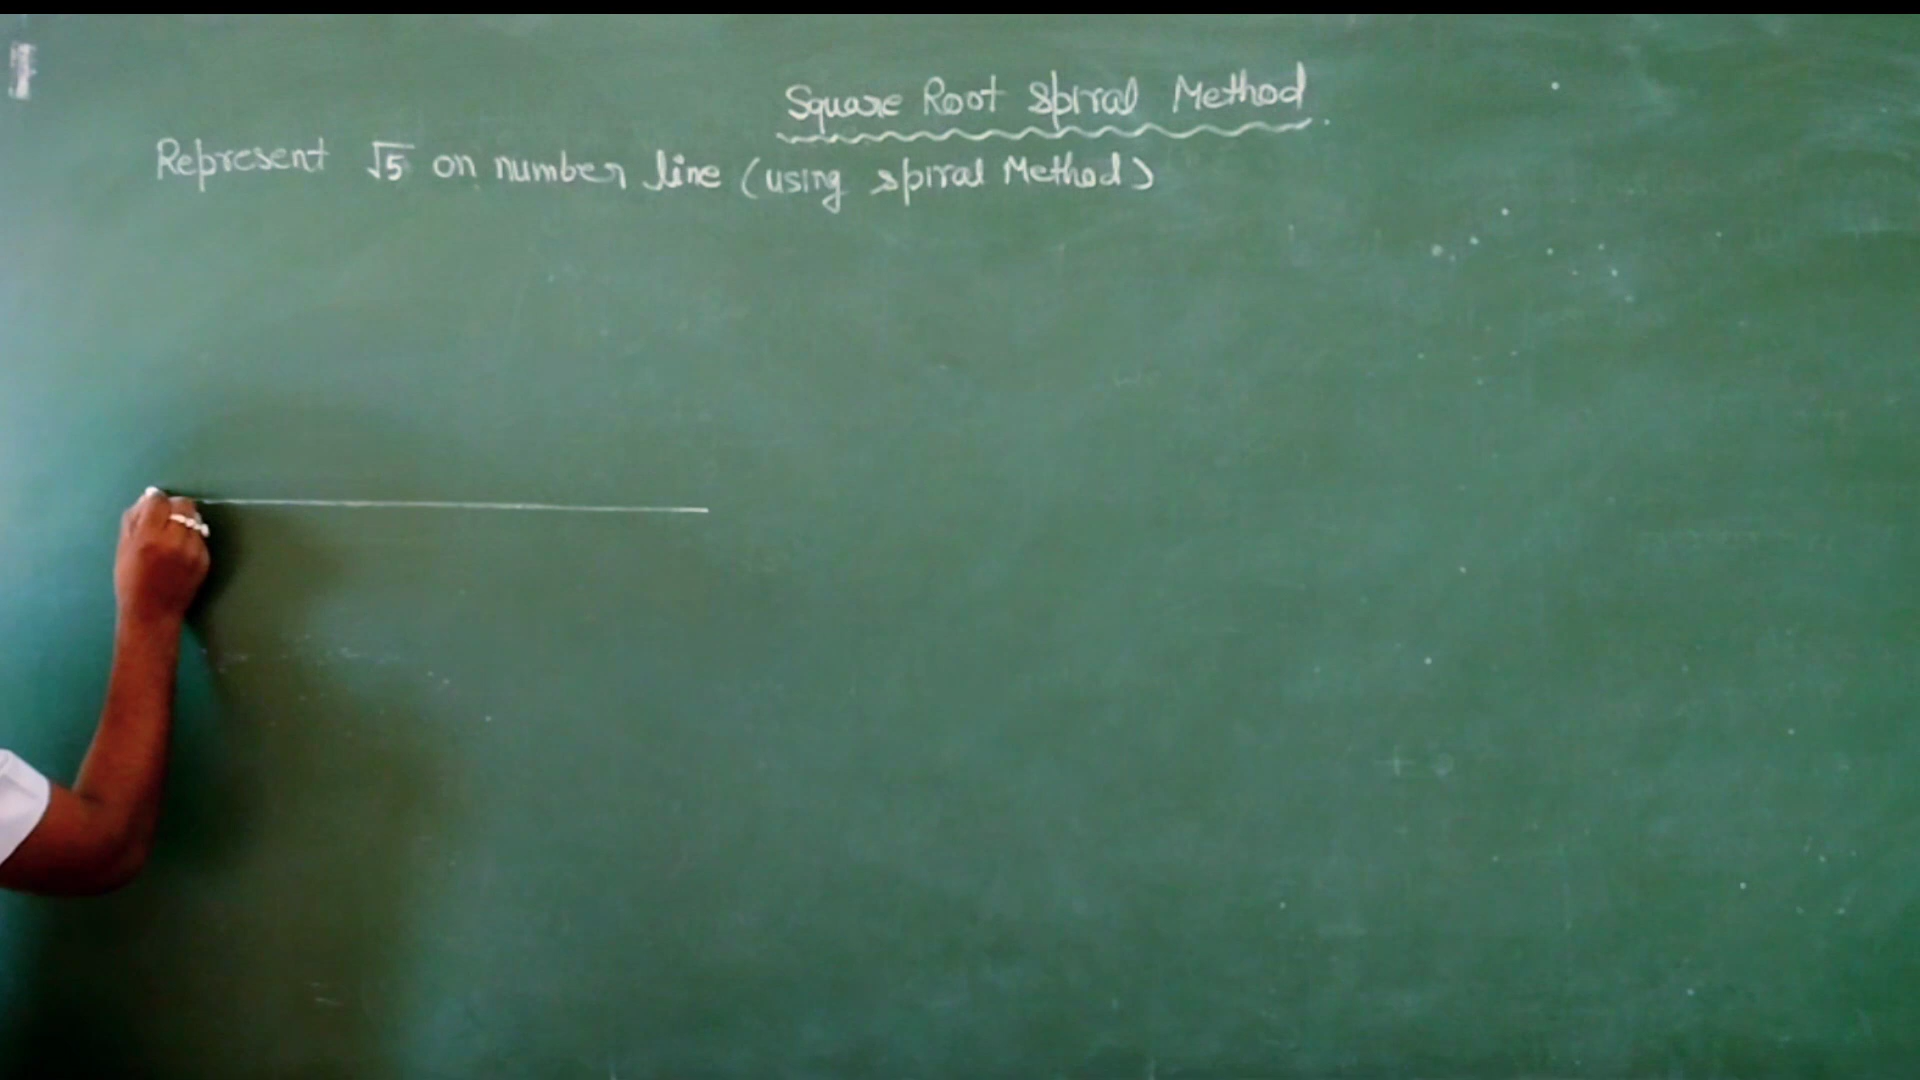 Square Root Spiral Method.
Represent √5 on number line (using spiral Method)